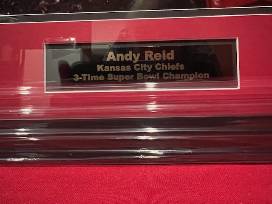 Andy Reid
Kansas City Chiefs
3-Time Super Bowl Champion